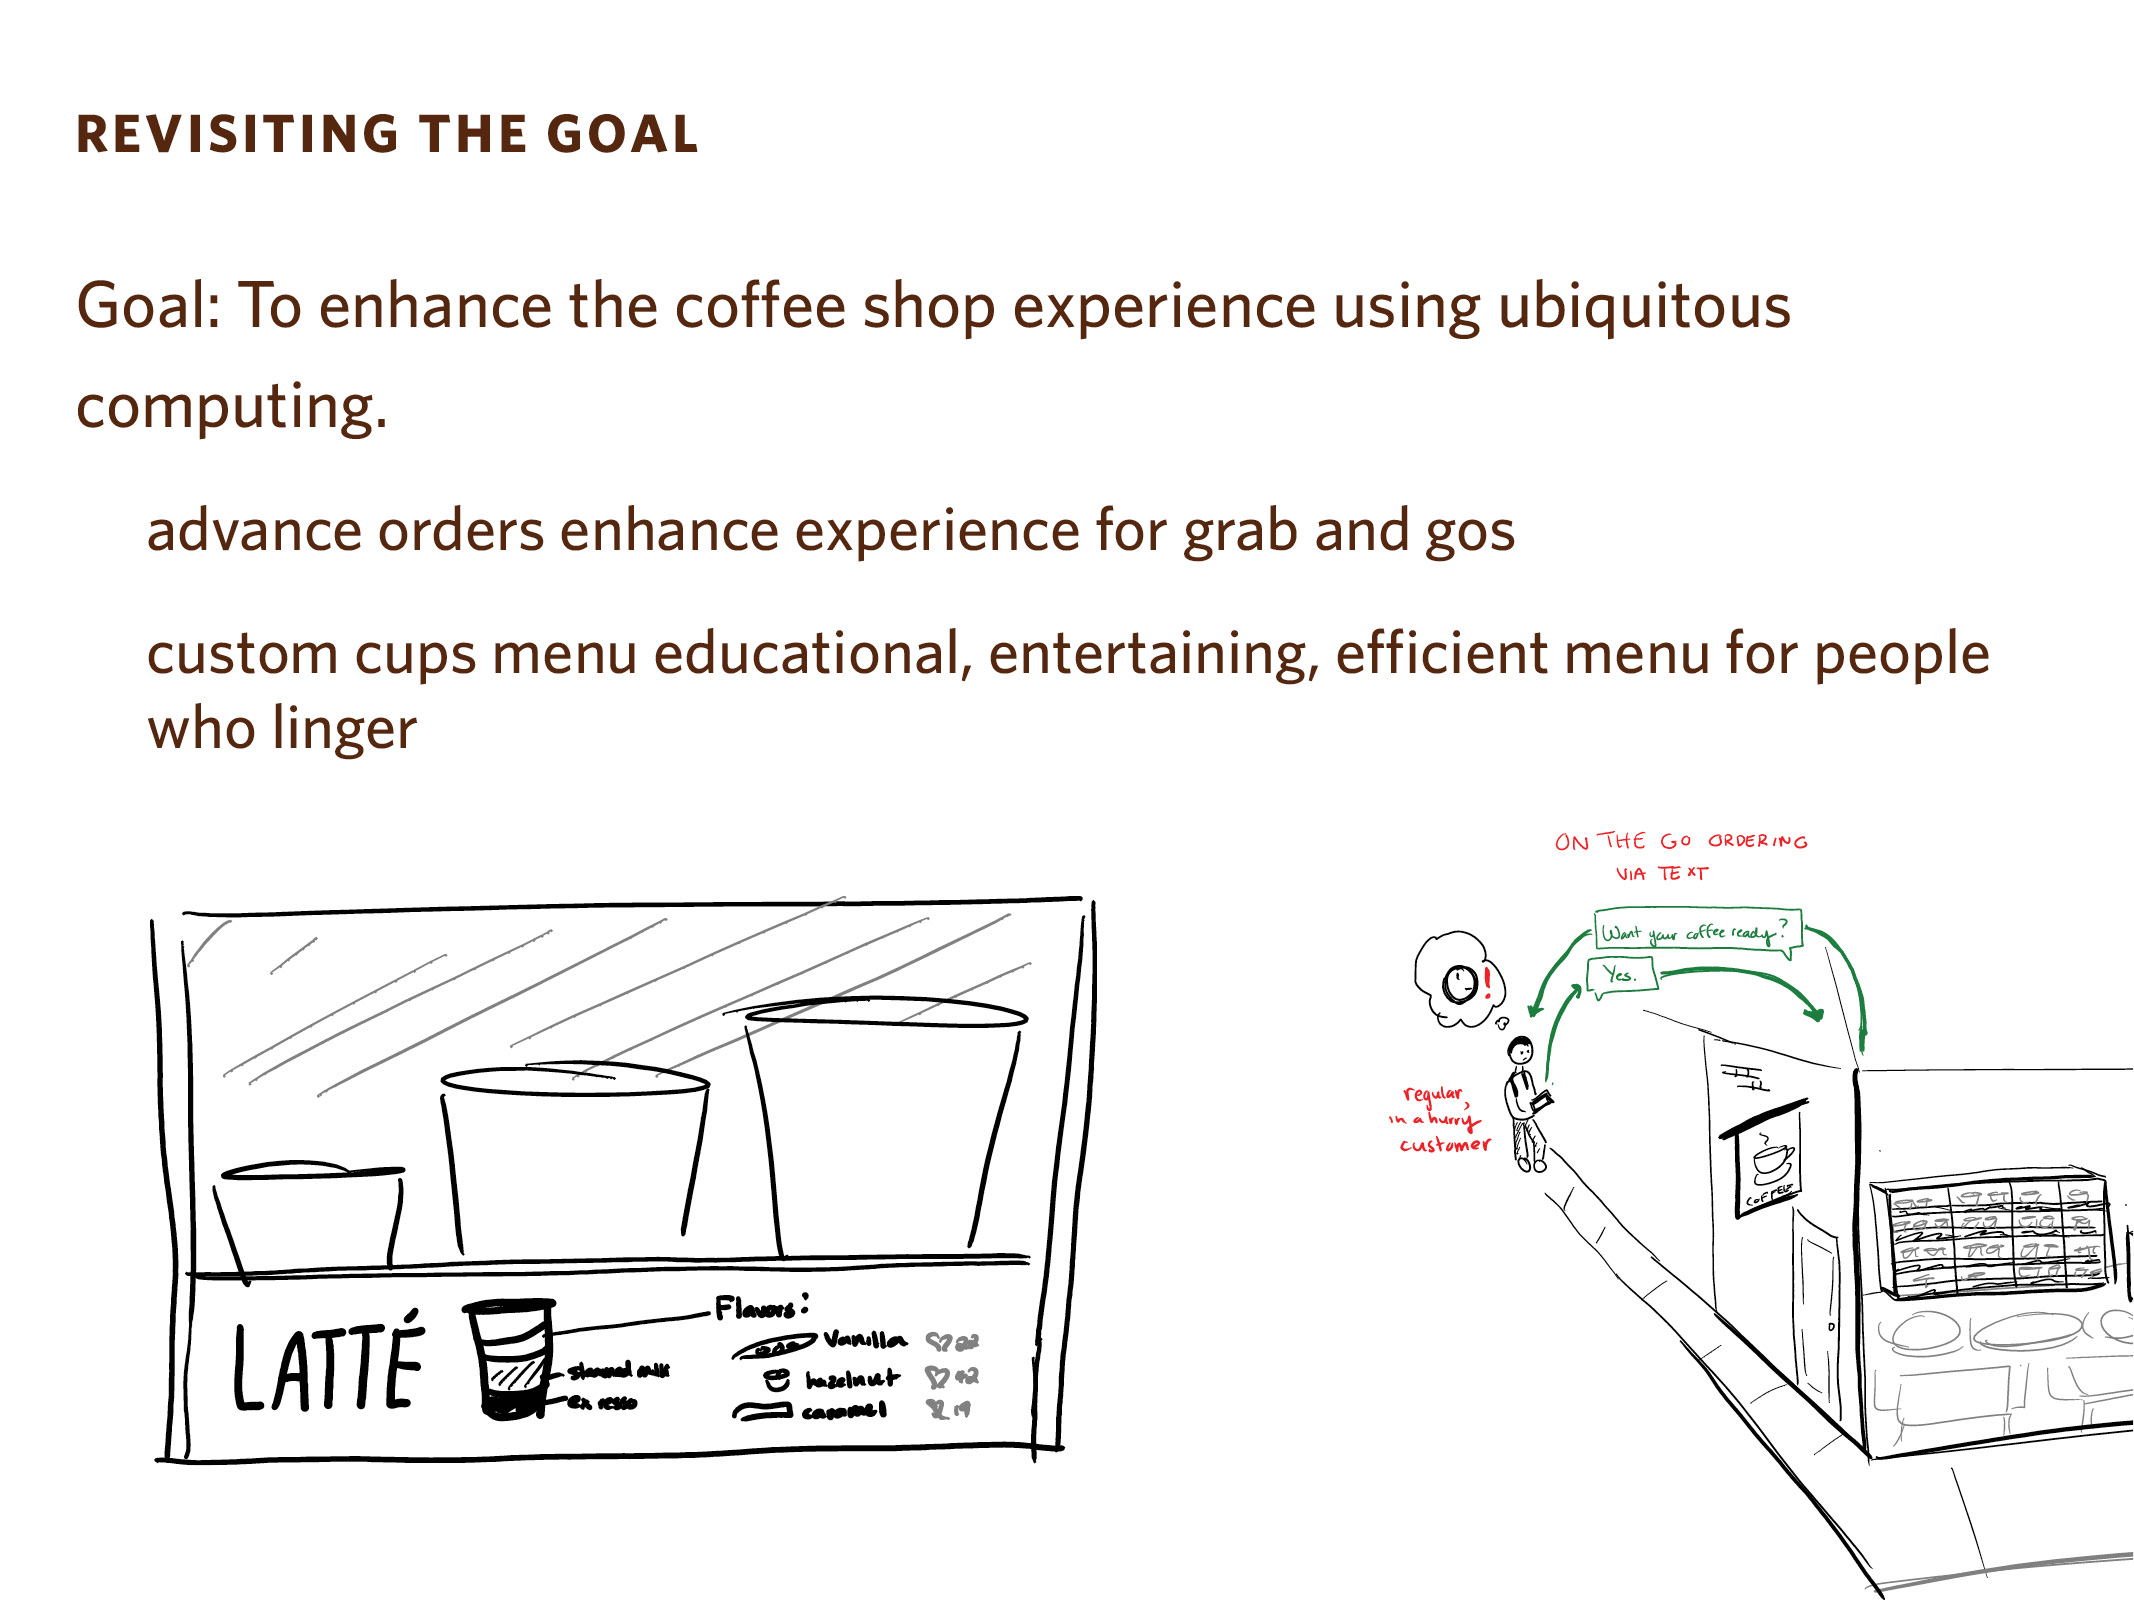 REVISITING THE GOAL
Goal: To enhance the coffee shop experience using ubiquitous
computing.
advance orders enhance experience for grab and gos
custom cups menu educational, entertaining, efficient menu for people
who linger
ON THE GO ORDERING
VIA TEXT
Want your coffee ready?
Yes.
!
regular,
in a hurry
customer
COFFEE
LATTÉ
Flavors:
Vanilla
steamed milk
hazelnut 42
caramel 19